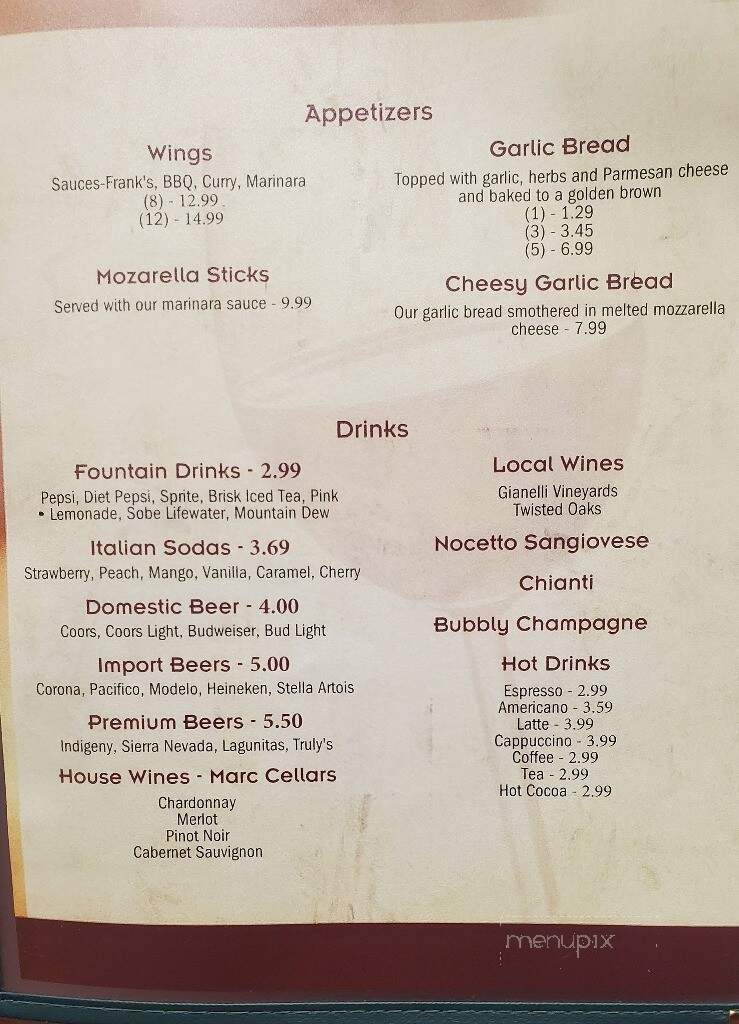 Appetizers
Wings
Sauces-Frank's, BBQ, Curry, Marinara
(8) - 12.99
(12) - 14.99
Mozarella Sticks
Served with our marinara sauce - 9.99
Garlic Bread
Topped with garlic, herbs and Parmesan cheese
and baked to a golden brown
(1) - 1.29
(3) - 3.45
(5) - 6.99
Cheesy Garlic Bread
Our garlic bread smothered in melted mozzarella
cheese - 7.99
Drinks
Fountain Drinks - 2.99
Pepsi, Diet Pepsi, Sprite, Brisk Iced Tea, Pink
• Lemonade, Sobe Lifewater, Mountain Dew
Italian Sodas - 3.69
Strawberry, Peach, Mango, Vanilla, Caramel, Cherry
Domestic Beer - 4.00
Coors, Coors Light, Budweiser, Bud Light
Import Beers - 5.00
Corona, Pacifico, Modelo, Heineken, Stella Artois
Premium Beers - 5.50
Indigeny, Sierra Nevada, Lagunitas, Truly's
House Wines - Marc Cellars
Chardonnay
Merlot
Pinot Noir
Cabernet Sauvignon
Local Wines
Gianelli Vineyards
Twisted Oaks
Nocetto Sangiovese
Chianti
Bubbly Champagne
Hot Drinks
Espresso - 2.99
Americano - 3.59
Latte - 3.99
Cappuccino - 3.99
Coffee - 2.99
Tea - 2.99
Hot Cocoa - 2.99
menupix